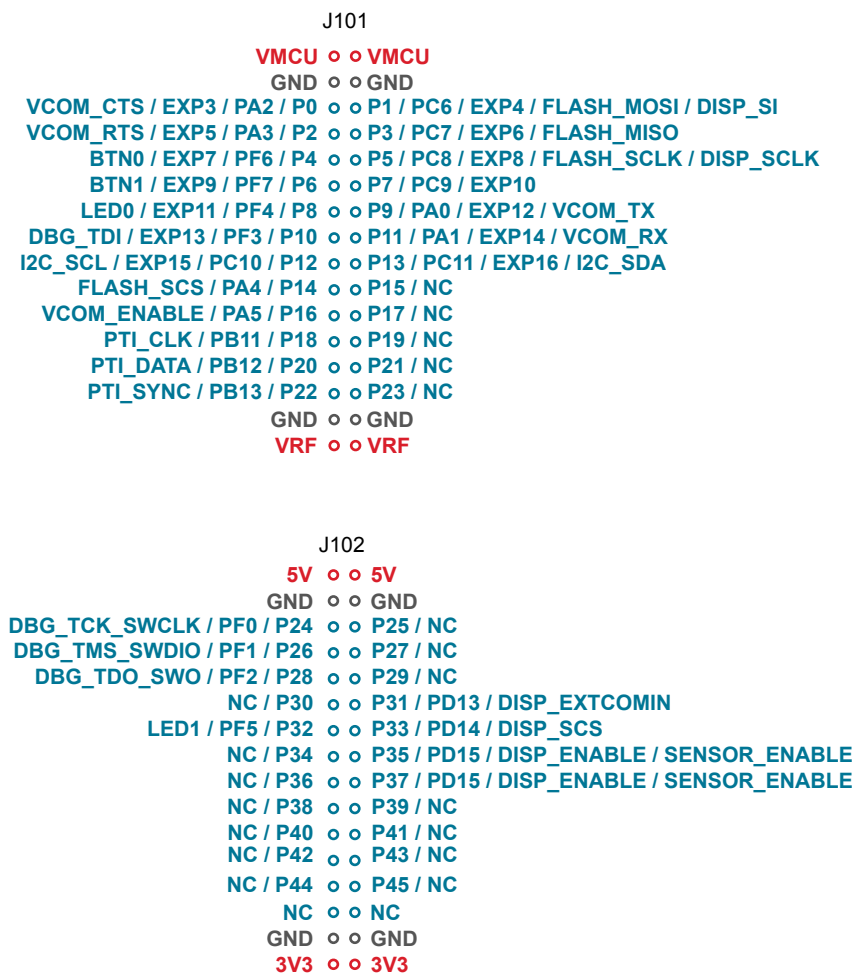 J101
VMCU VMCU
GND GND
VCOM_CTS / EXP3 / PA2 / P0 P1 / PC6 / EXP4 / FLASH_MOSI / DISP_SI
VCOM_RTS / EXP5 / PA3 / P2 P3 / PC7 / EXP6 / FLASH_MISO
BTN0 / EXP7 / PF6 / P4 P5 / PC8 / EXP8 / FLASH_SCLK / DISP_SCLK
BTN1 / EXP9 / PF7 / P6 P7 / PC9 / EXP10
LED0 / EXP11 / PF4 / P8 P9 / PA0 / EXP12 / VCOM_TX
DBG_TDI / EXP13 / PF3 / P10 P11 / PA1 / EXP14 / VCOM_RX
I2C_SCL / EXP15 / PC10 / P12 P13 / PC11 / EXP16 / I2C_SDA
FLASH_SCS / PA4 / P14 P15 / NC
VCOM_ENABLE / PA5 / P16 P17 / NC
PTI_CLK / PB11 / P18 P19 / NC
PTI_DATA / PB12 / P20 P21 / NC
PTI_SYNC / PB13 / P22 P23 / NC
GND GND
VRF VRF
J102
5V 5V
GND GND
DBG_TCK_SWCLK / PF0 / P24 P25 / NC
DBG_TMS_SWDIO / PF1 / P26 P27 / NC
DBG_TDO_SWO / PF2 / P28 P29 / NC
NC / P30 P31 / PD13 / DISP_EXTCOMIN
LED1 / PF5 / P32 P33 / PD14 / DISP_SCS
NC / P34 P35 / PD15 / DISP_ENABLE / SENSOR_ENABLE
NC / P36 P37 / PD15 / DISP_ENABLE / SENSOR_ENABLE
NC / P38 P39 / NC
NC / P40 P41 / NC
NC / P42 P43 / NC
NC / P44 P45 / NC
NC NC
GND GND
3V3 3V3